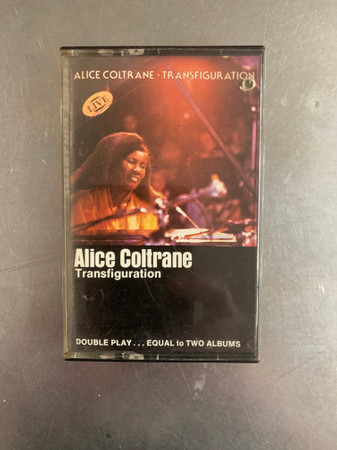 ALICE COLTRANE - TRANSFIGURATION
LIVE
Alice Coltrane
Transfiguration
DOUBLE PLAY... EQUAL to TWO ALBUMS